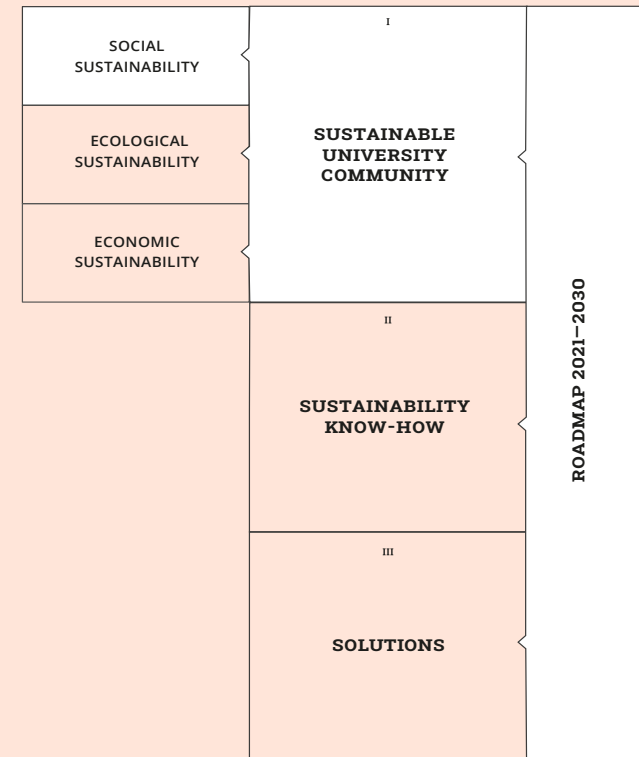 SOCIAL
SUSTAINABILITY
ECOLOGICAL
SUSTAINABILITY
ECONOMIC
SUSTAINABILITY
I
SUSTAINABLE
UNIVERSITY
COMMUNITY
II
SUSTAINABILITY
KNOW-HOW
III
SOLUTIONS
ROADMAP 2021–2030